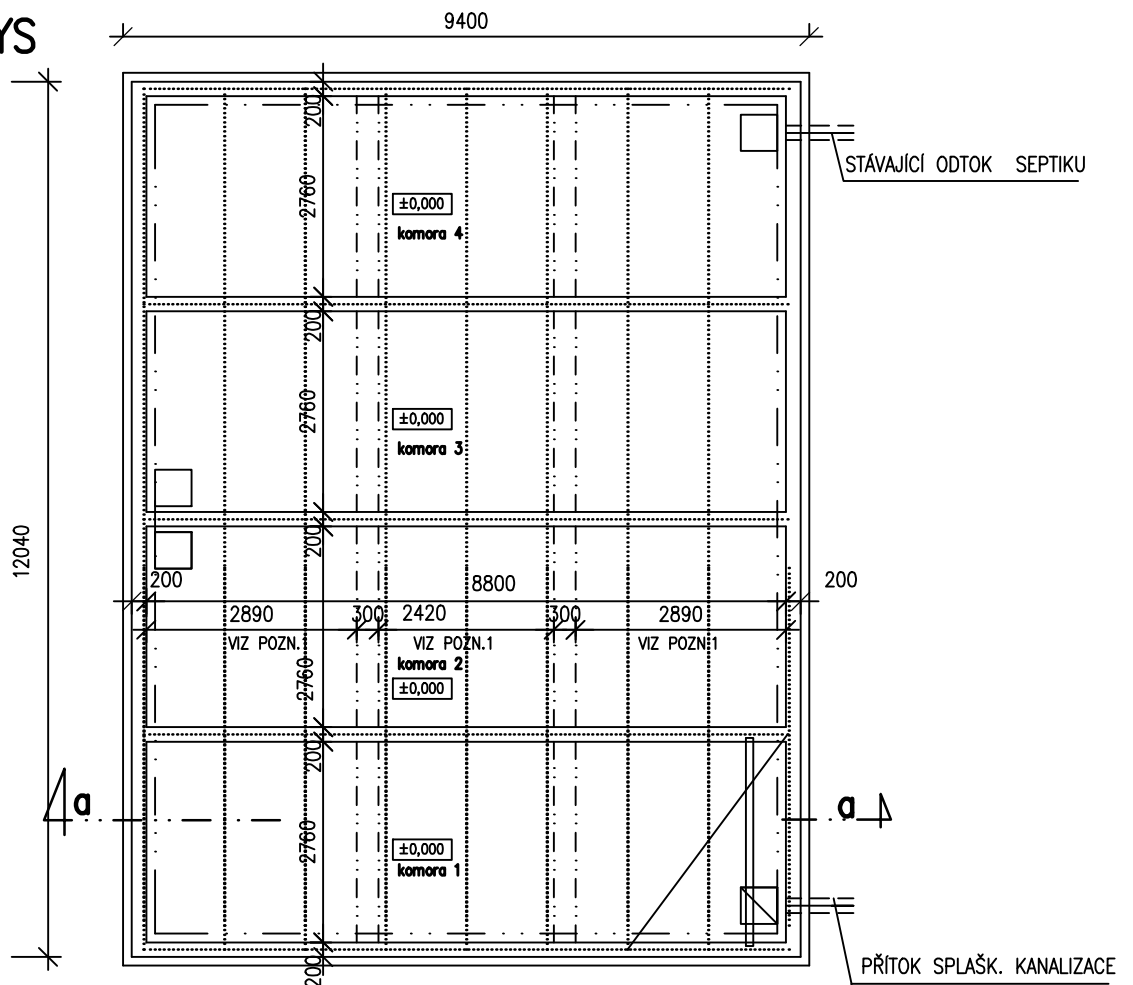 YS
9400
200
STÁVAJÍCÍ ODTOK SEPTIKU
2760
±0,000
komora 4
200
2760
±0,000
komora 3
12040
200
200
8800
200
2890
300
2420
300
2890
VIZ POZN.1
VIZ POZN.1
VIZ POZN.1
komora 2
2760
±0,000
200
a
a
2760
±0,000
komora 1
200
PŘÍTOK SPLAŠK. KANALIZACE